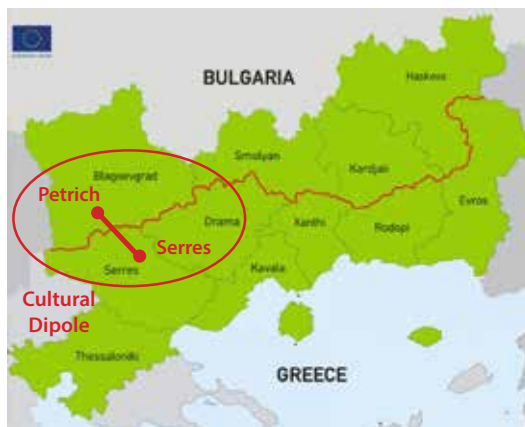 BULGARIA
Haskovo
Smolyan
Kardjali
Blagoevgrad
Petrich
Evros
Drama
Xanthi
Rodopi
Serres
Serres
Kavala
Cultural
Dipole
Thessaloniki
GREECE